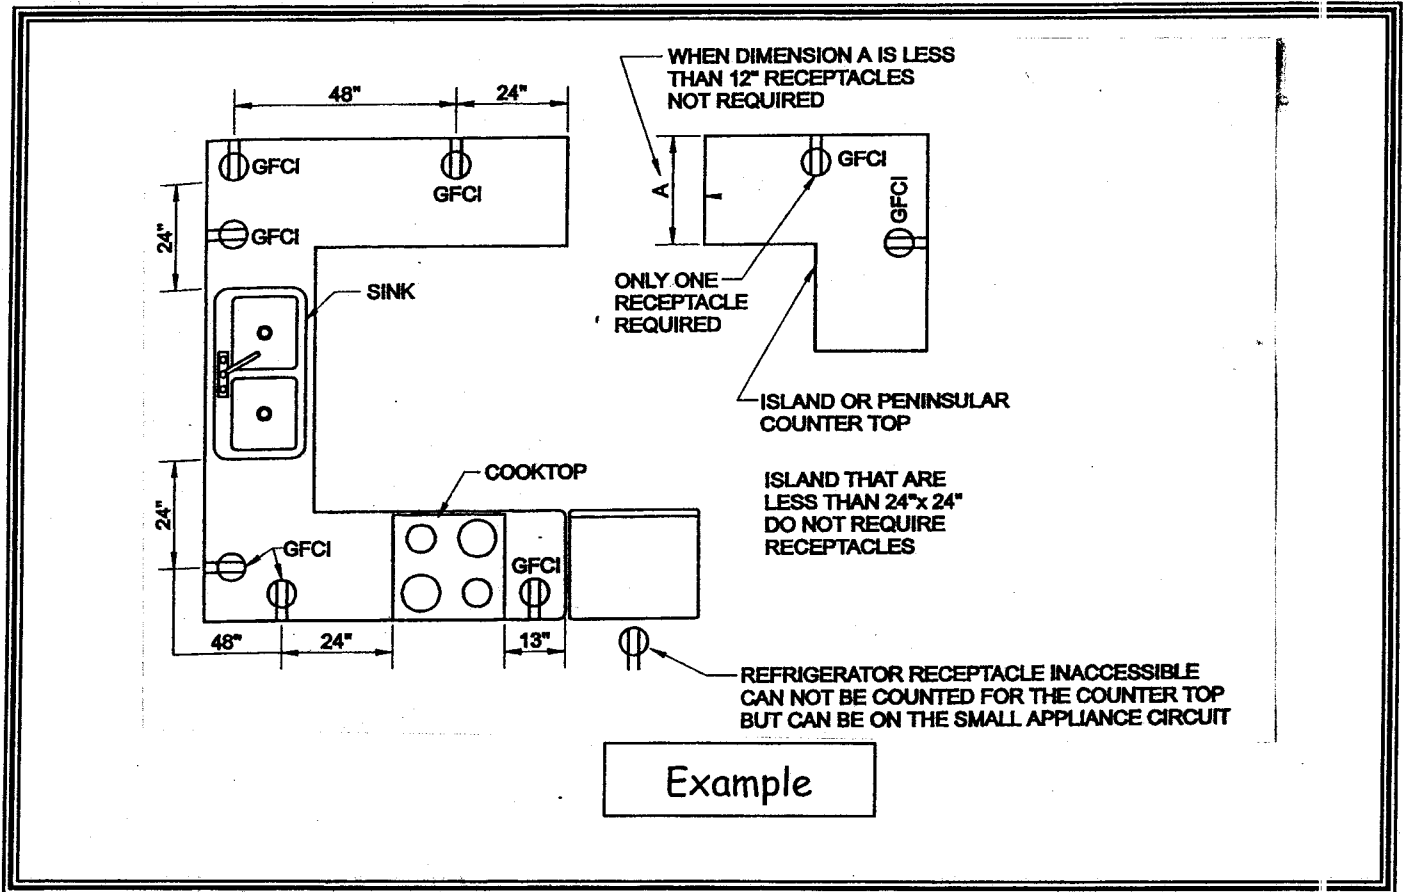 WHEN DIMENSION A IS LESS
THAN 12" RECEPTACLES
NOT REQUIRED
48"
24"
GFCI
GFCI
GFCI
24"
SINK
A
GFCI
GFCI
ONLY ONE
RECEPTACLE
REQUIRED
ISLAND OR PENINSULAR
COUNTER TOP
COOKTOP
ISLAND THAT ARE
LESS THAN 24"x 24"
DO NOT REQUIRE
RECEPTACLES
24"
GFCI
GFCI
48"
24"
13"
REFRIGERATOR RECEPTACLE INACCESSIBLE
CAN NOT BE COUNTED FOR THE COUNTER TOP
BUT CAN BE ON THE SMALL APPLIANCE CIRCUIT
Example